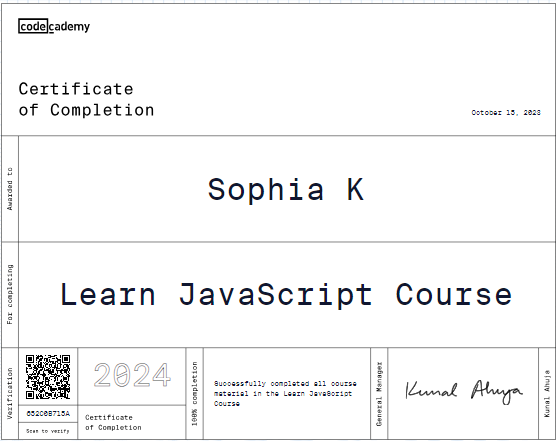 codecademy
Certificate
of Completion
October 15, 2023
Awarded to
Sophia K
For completing
Learn JavaScript Course
Verification
Scan to verify
2024
Certificate
of Completion
100% completion
Successfully completed all course
material in the Learn JavaScript
Course
General Manager
Kunal Ahuja
Kunal Ahuja